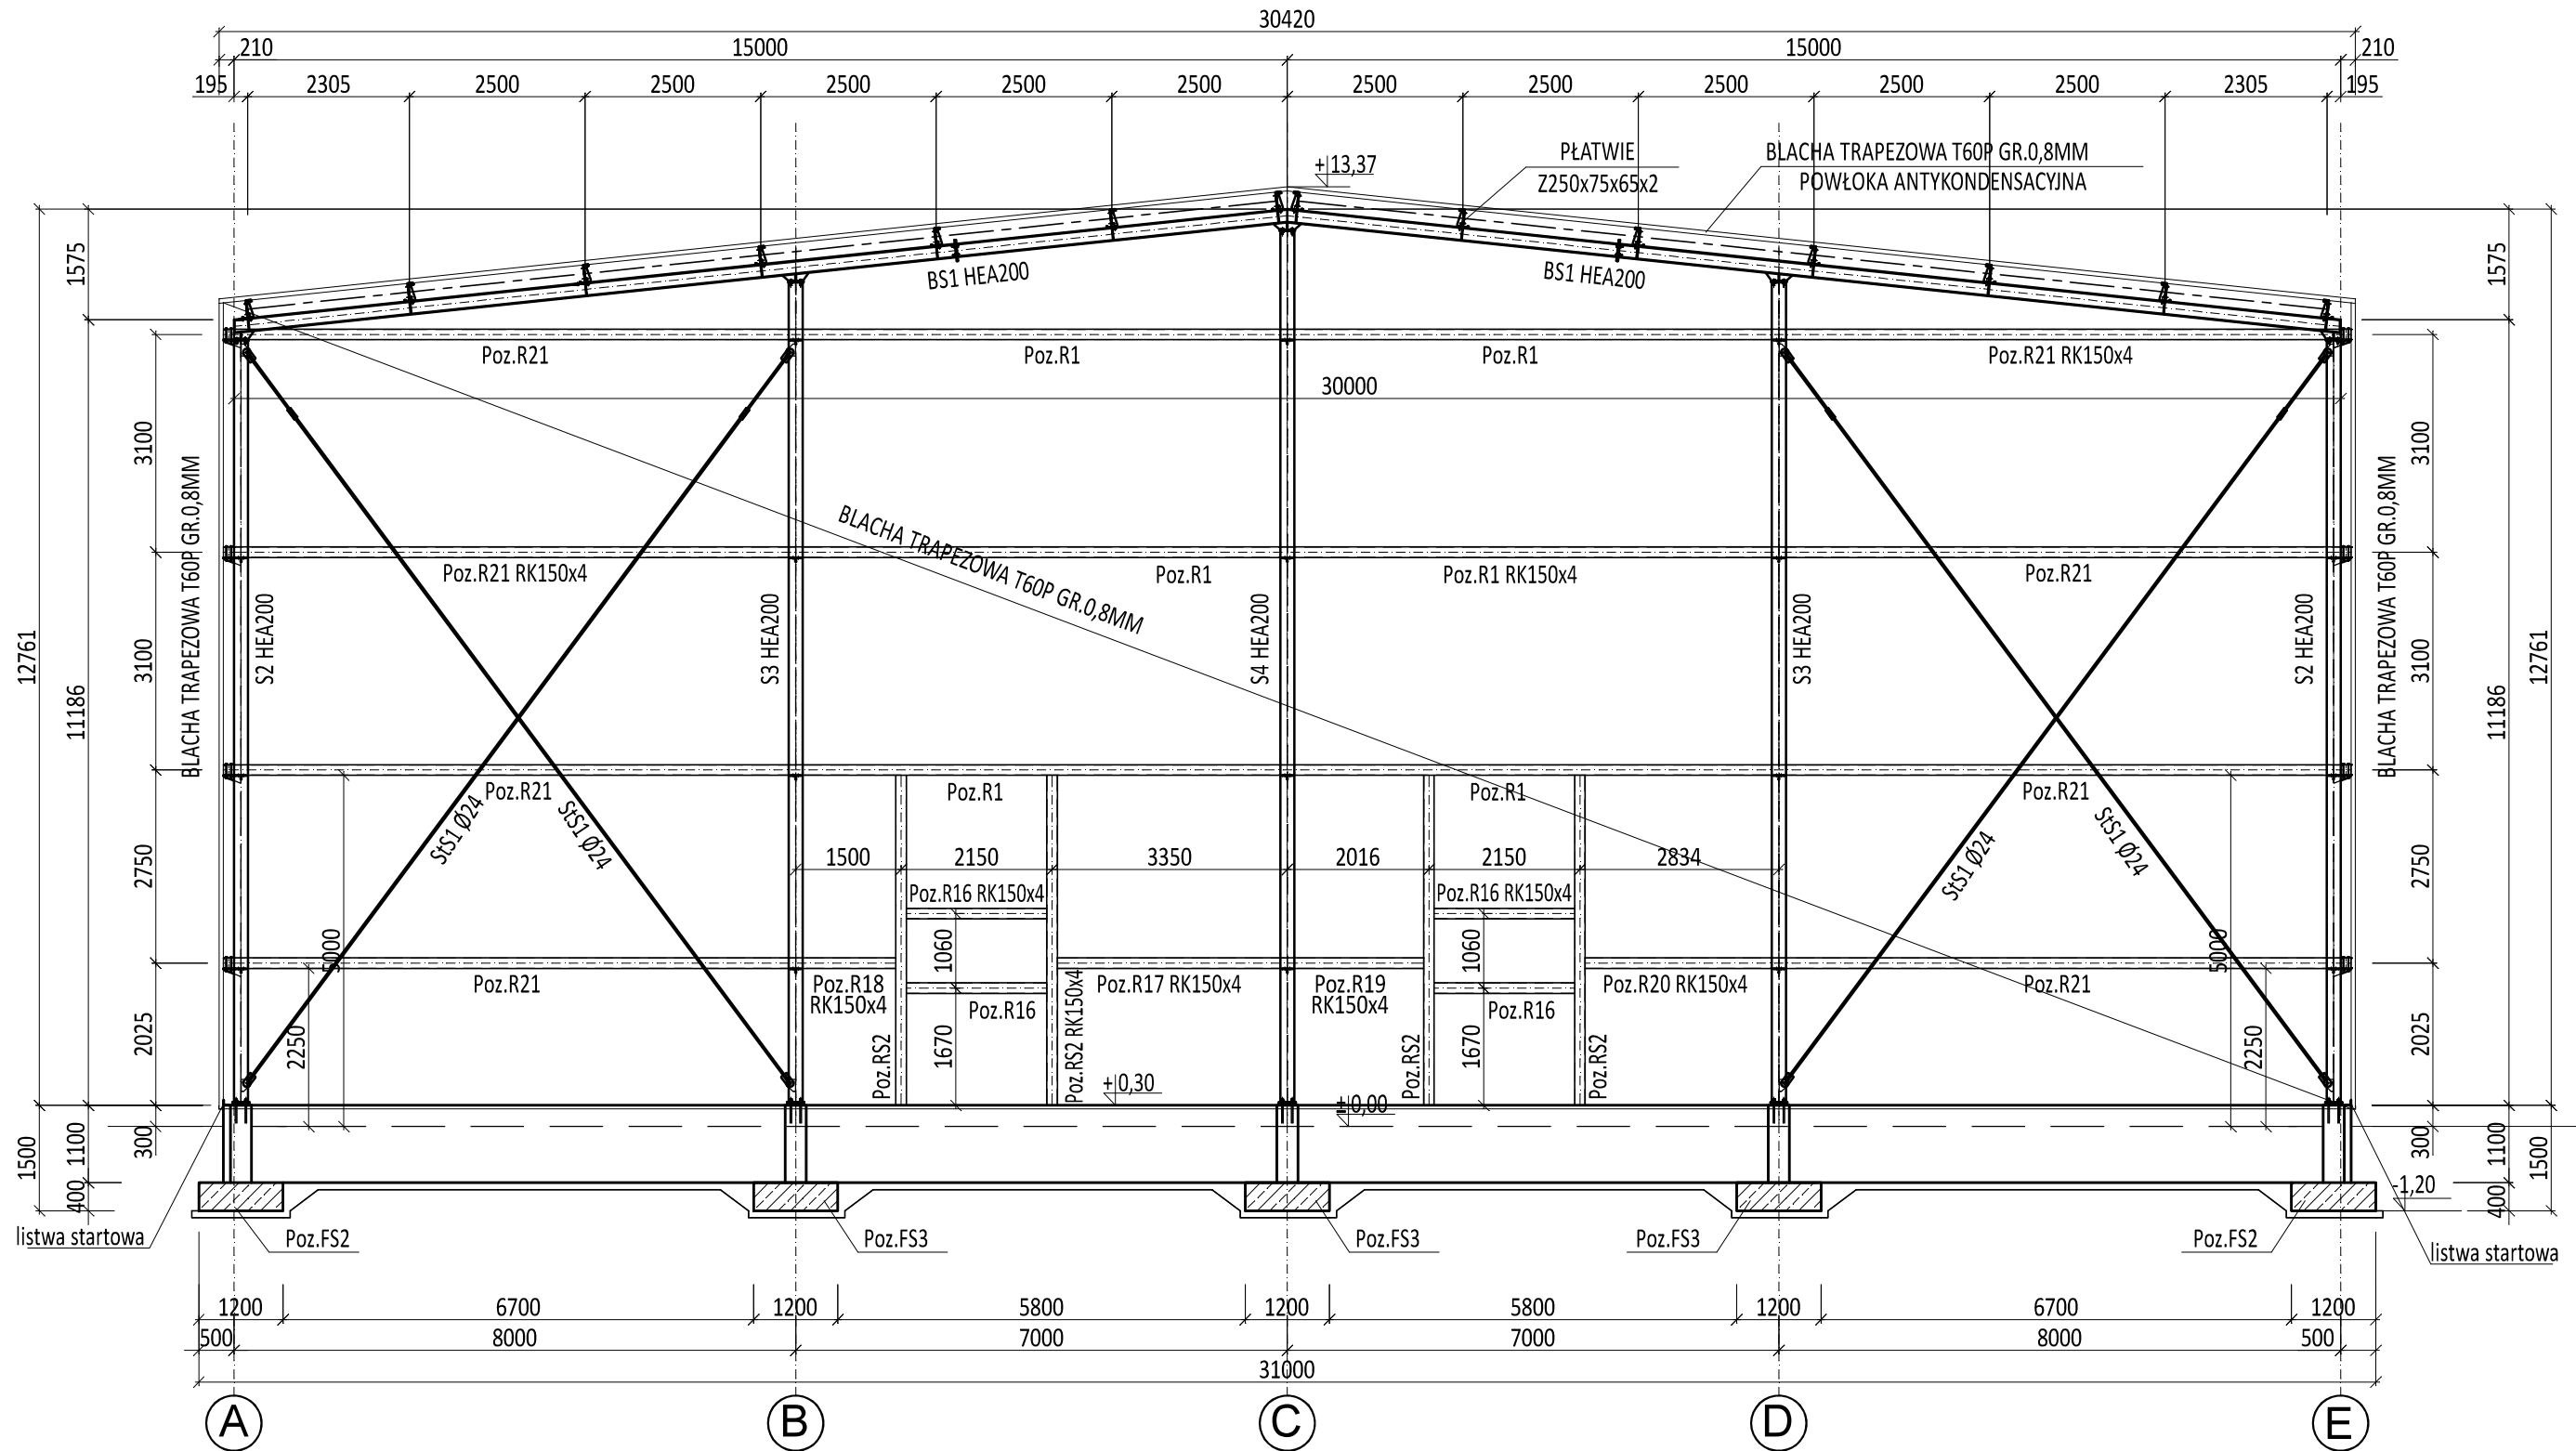 30420
210 15000 15000 210
195 2305 2500 2500 2500 2500 2500 2500 2500 2500 2500 2500 2305 195
+13,37
PŁATWIE
Z250x75x65x2
BLACHA TRAPEZOWA T60P GR.0,8MM
POWŁOKA ANTYKONDENSACYJNA
1575
1575
BS1 HEA200
BS1 HEA200
Poz.R21 Poz.R1 Poz.R1 Poz.R21 RK150x4
30000
3100
3100
BLACHA TRAPEZOWA T60P GR.0,8MM
BLACHA TRAPEZOWA T60P GR.0,8MM
BLACHA TRAPEZOWA T60P GR.0,8MM
Poz.R21 RK150x4 Poz.R1 Poz.R1 RK150x4 Poz.R21
S2 HEA200
S3 HEA200
S4 HEA200
S3 HEA200
S2 HEA200
12761
11186
3100
3100
11186
12761
Poz.R21 Poz.R1 Poz.R1 Poz.R21
StS1 Ø24
StS1 Ø24
StS1 Ø24
StS1 Ø24
2750
2750
1500 2150 3350 2016 2150 2834
Poz.R16 RK150x4
Poz.R16 RK150x4
5000
1060
1060
5000
Poz.R21
Poz.R18
RK150x4
Poz.R16
Poz.R17 RK150x4
Poz.R19
RK150x4
Poz.R16
Poz.R20 RK150x4
Poz.R21
2025
2250
Poz.RS2
1670
Poz.RS2 RK150x4
Poz.RS2
1670
Poz.RS2
2250
2025
+0,30
±0,00
1500
1100
300
400
300
1100
400
1500
-1,20
listwa startowa
Poz.FS2
Poz.FS3
Poz.FS3
Poz.FS3
Poz.FS2
listwa startowa
1200 6700 1200 5800 1200 5800 1200 6700 1200
500 8000 7000 7000 8000 500
31000
A B C D E